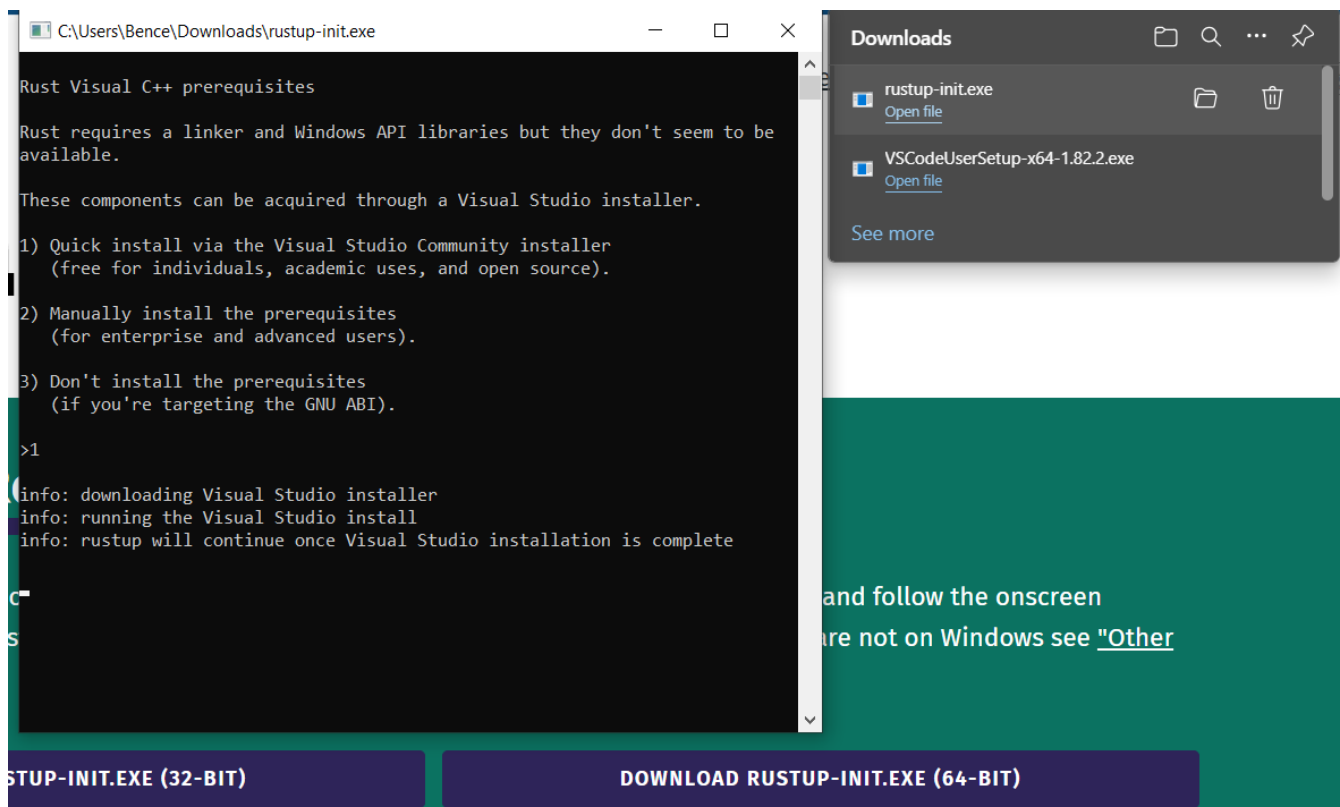 C:\Users\Bence\Downloads\rustup-init.exe
Rust Visual C++ prerequisites
Rust requires a linker and Windows API libraries but they don't seem to be
available.
These components can be acquired through a Visual Studio installer.
1) Quick install via the Visual Studio Community installer
(free for individuals, academic uses, and open source).
2) Manually install the prerequisites
(for enterprise and advanced users).
3) Don't install the prerequisites
(if you're targeting the GNU ABI).
>1
info: downloading Visual Studio installer
info: running the Visual Studio install
info: rustup will continue once Visual Studio installation is complete
Downloads
rustup-init.exe
Open file
VSCodeUserSetup-x64-1.82.2.exe
Open file
See more
and follow the onscreen
are not on Windows see "Other
STUP-INIT.EXE (32-BIT)
DOWNLOAD RUSTUP-INIT.EXE (64-BIT)